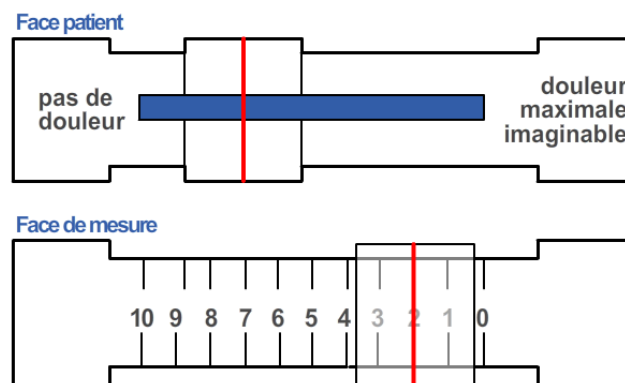 Face patient
pas de
douleur
douleur
maximale
imaginable
Face de mesure
10 9 8 7 6 5 4 3 2 1 0